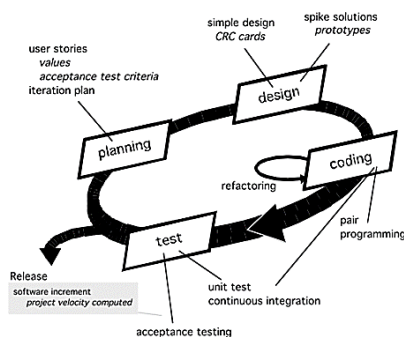 simple design
CRC cards
spike solutions
prototypes
user stories
values
acceptance test criteria
iteration plan
design
planning
coding
refactoring
test
pair
programming
Release
software increment
project velocity computed
unit test
continuous integration
acceptance testing